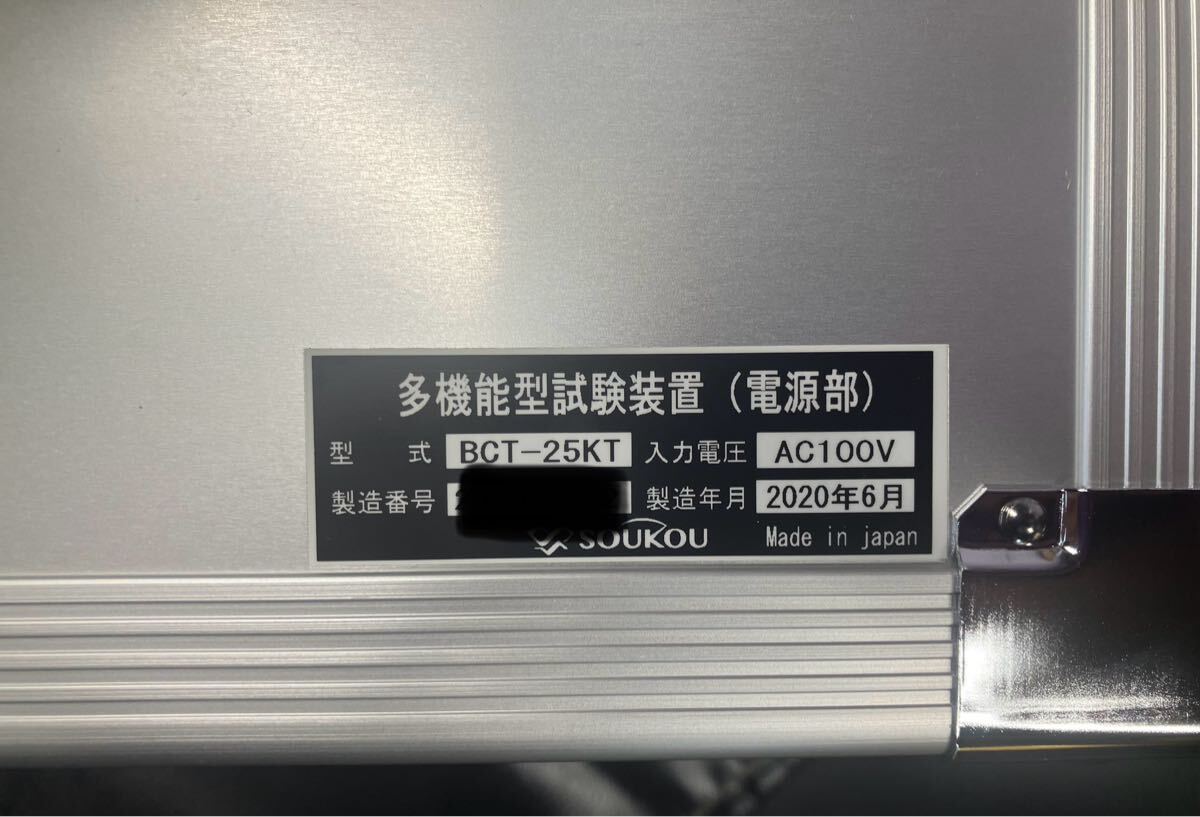 多機能型試験装置（電源部）
型 式 BCT-25KT 入力電圧 AC100V
製造番号 製造年月 2020年6月
SOUKOU Made in japan